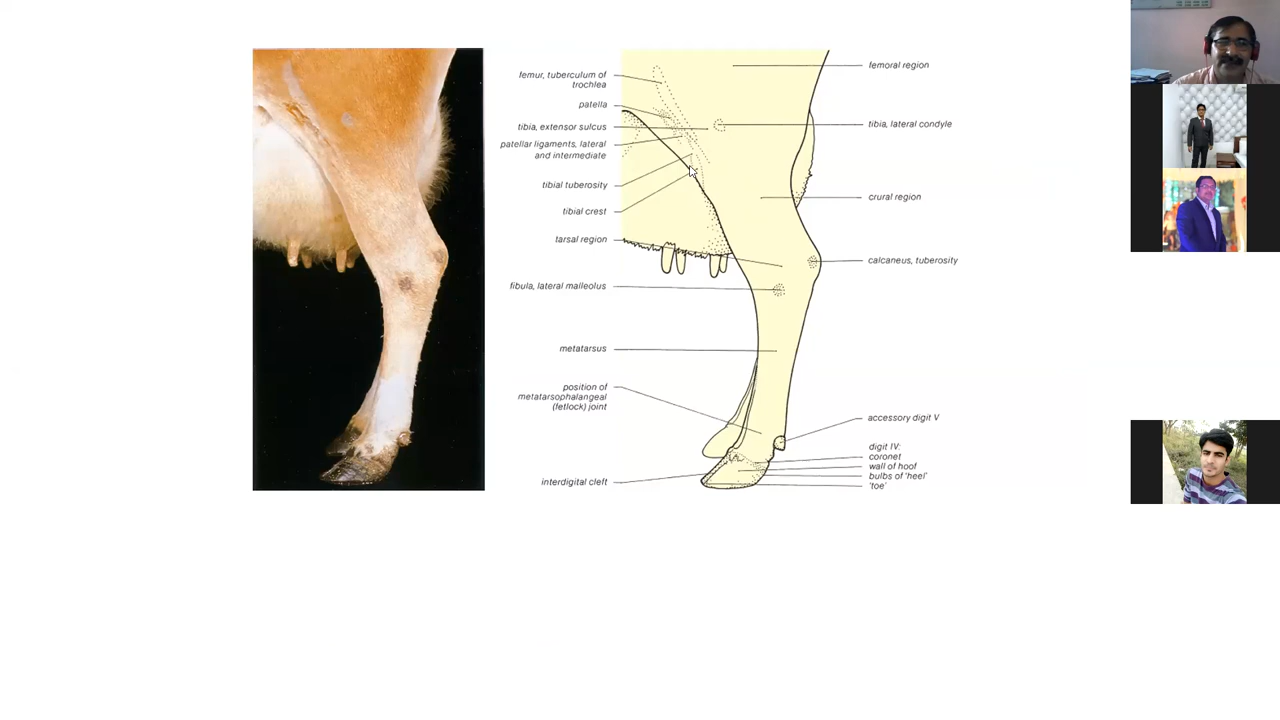 femur, tuberculum of
trochlea
patella
tibia, extensor sulcus
patellar ligaments, lateral
and intermediate
tibial tuberosity
tibial crest
tarsal region
fibula, lateral malleolus
metatarsus
position of
metatarsophalangeal
(fetlock) joint
interdigital cleft
femoral region
tibia, lateral condyle
crural region
calcaneus, tuberosity
accessory digit V
digit IV:
coronet
wall of hoof
bulbs of 'heel'
'toe'